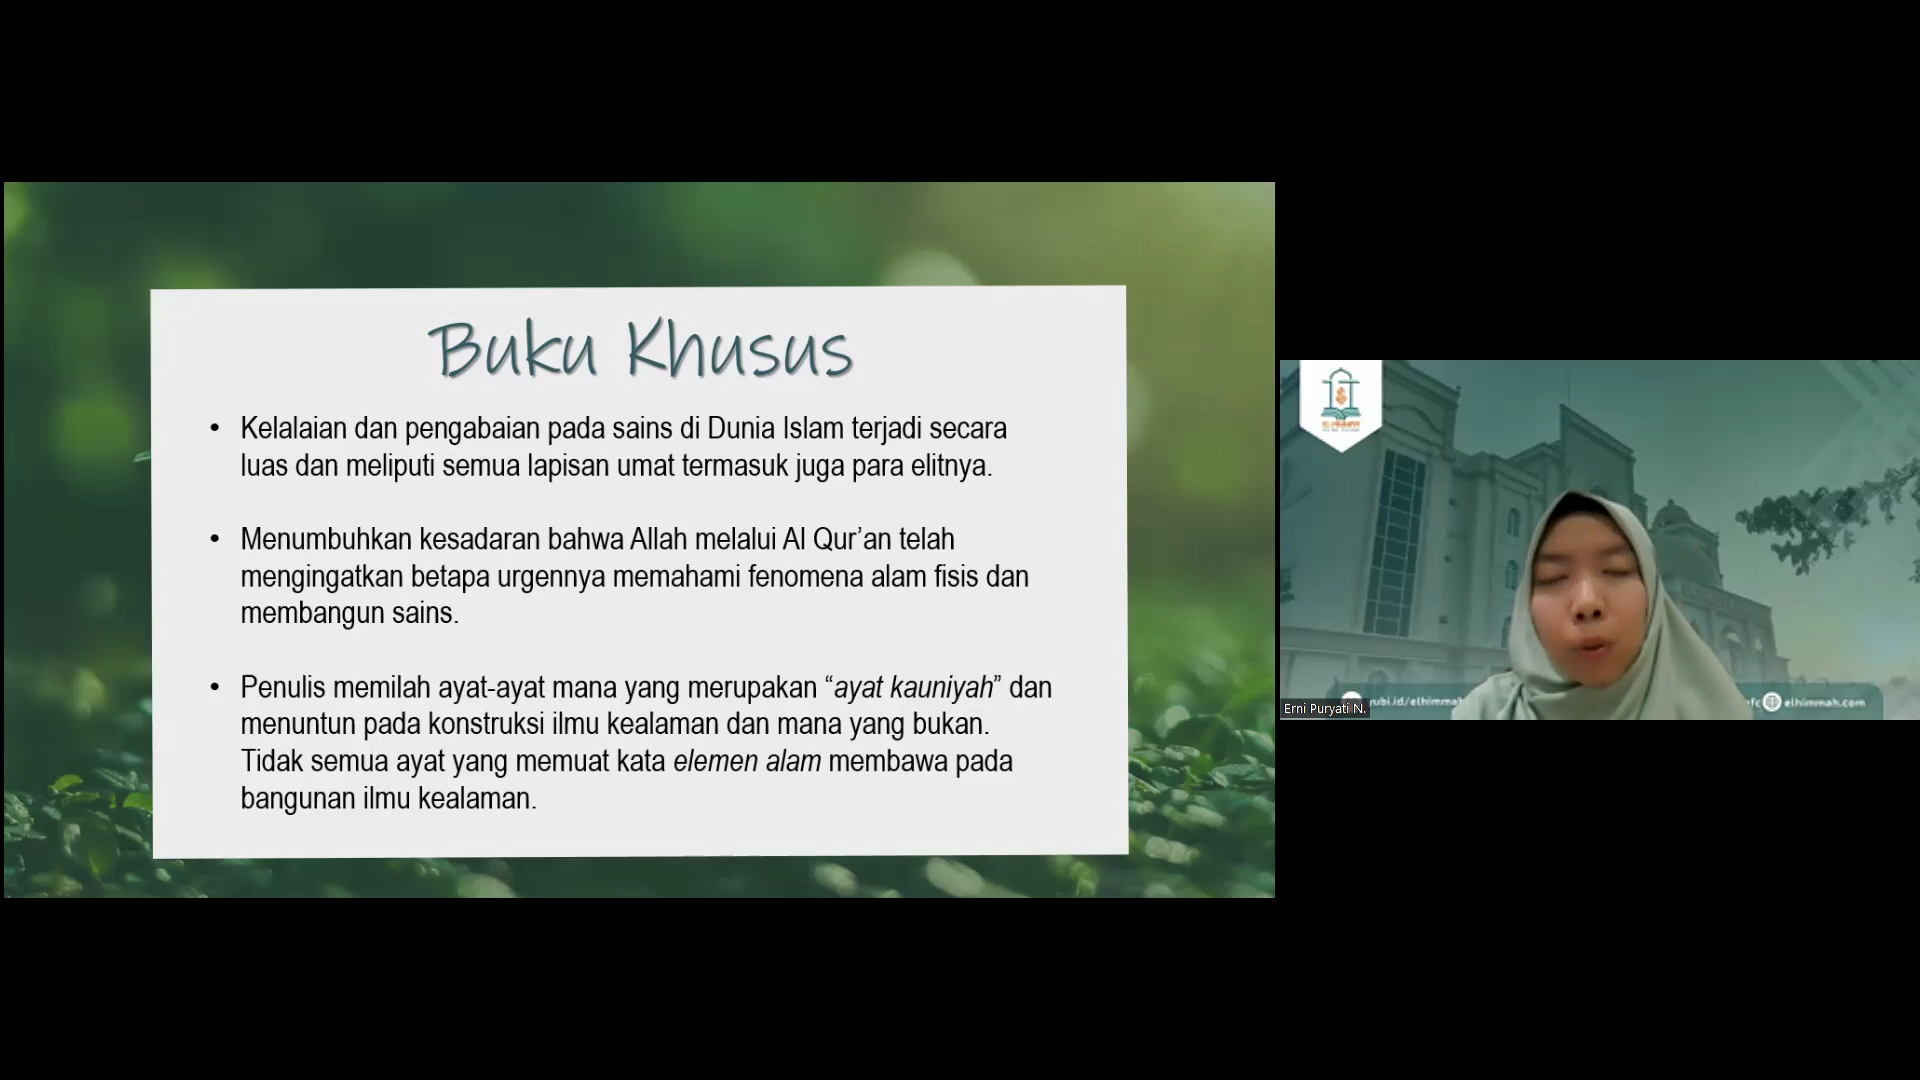 Buku Khusus
• Kelalaian dan pengabaian pada sains di Dunia Islam terjadi secara
luas dan meliputi semua lapisan umat termasuk juga para elitnya.
• Menumbuhkan kesadaran bahwa Allah melalui Al Qur’an telah
mengingatkan betapa urgennya memahami fenomena alam fisis dan
membangun sains.
• Penulis memilah ayat-ayat mana yang merupakan “ayat kauniyah” dan
menuntun pada konstruksi ilmu kealaman dan mana yang bukan.
Tidak semua ayat yang memuat kata elemen alam membawa pada
bangunan ilmu kealaman.
elhimmah.com
Erni Puryati N.